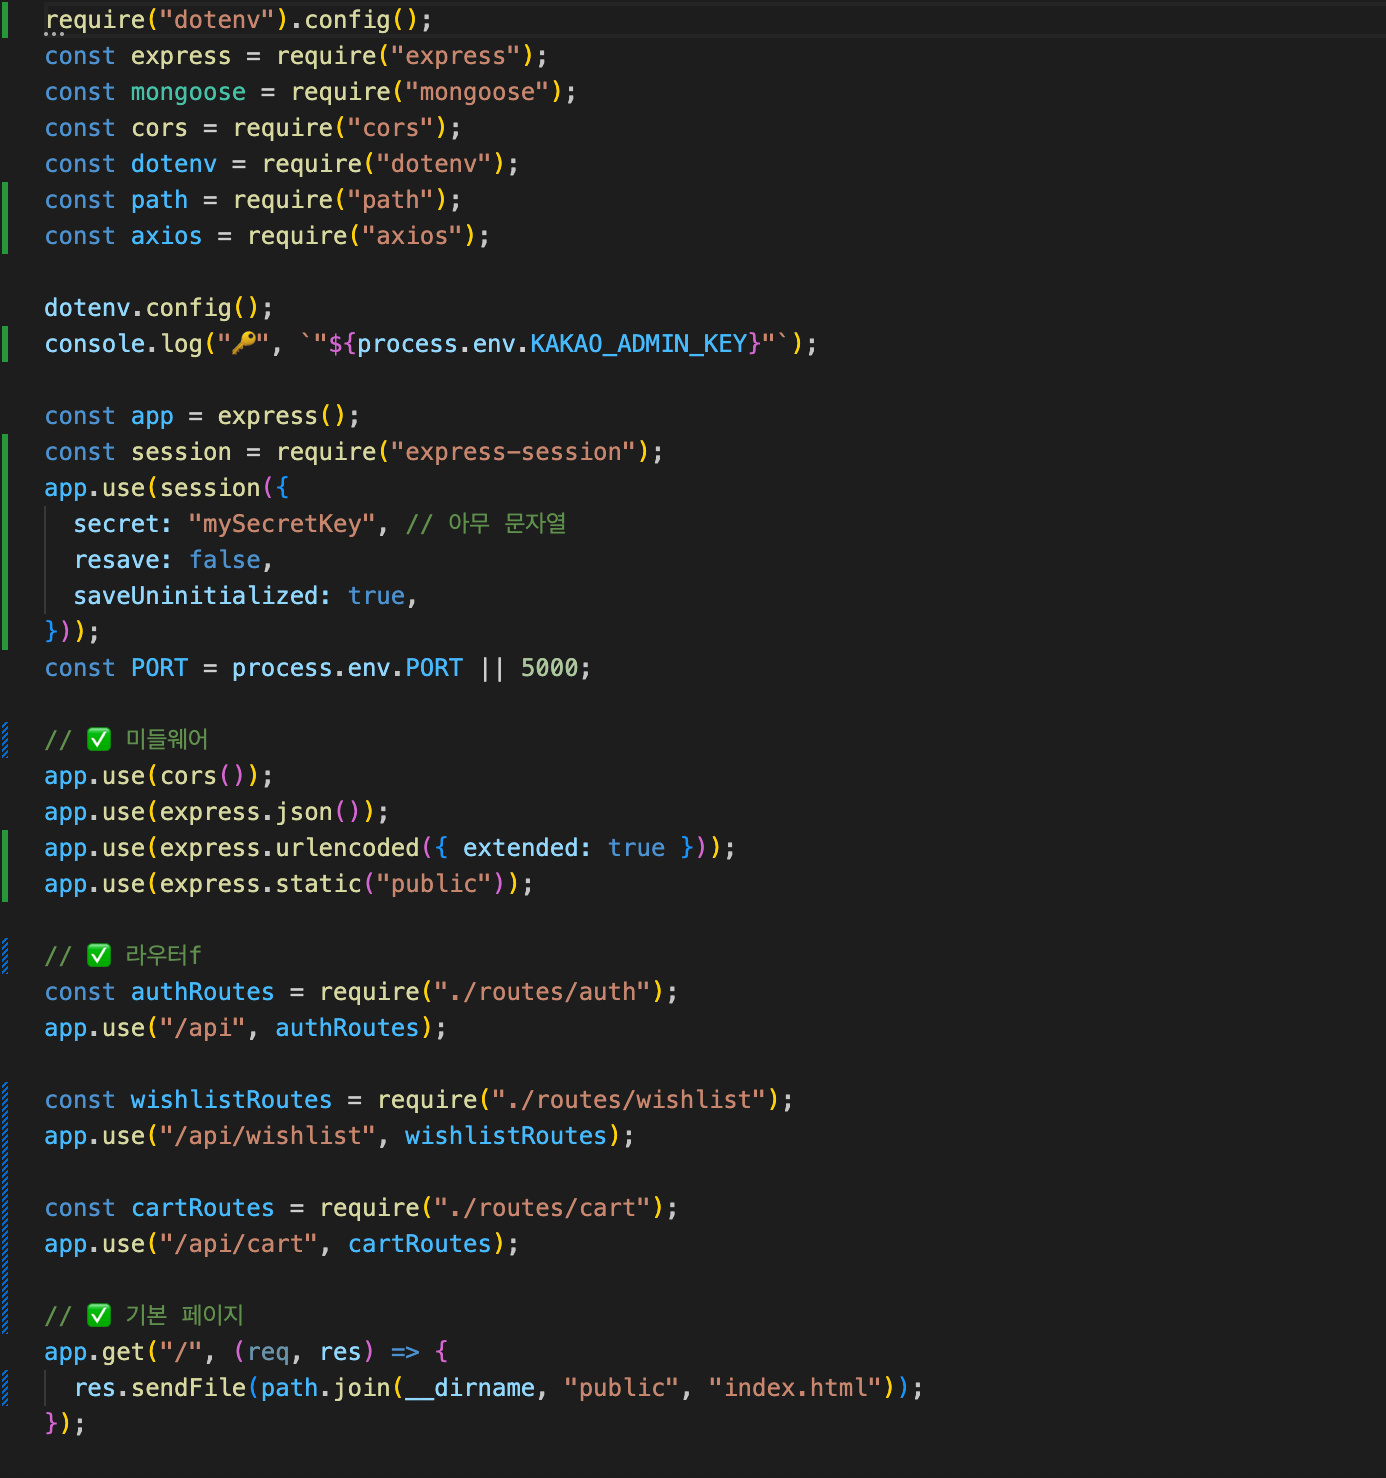 require("dotenv").config();
const express = require("express");
const mongoose = require("mongoose");
const cors = require("cors");
const dotenv = require("dotenv");
const path = require("path");
const axios = require("axios");

dotenv.config();
console.log("🔑", `"${process.env.KAKAO_ADMIN_KEY}"`);

const app = express();
const session = require("express-session");
app.use(session({
  secret: "mySecretKey", // 아무 문자열
  resave: false,
  saveUninitialized: true,
}));
const PORT = process.env.PORT || 5000;

// ✅ 미들웨어
app.use(cors());
app.use(express.json());
app.use(express.urlencoded({ extended: true }));
app.use(express.static("public"));

// ✅ 라우터f
const authRoutes = require("./routes/auth");
app.use("/api", authRoutes);

const wishlistRoutes = require("./routes/wishlist");
app.use("/api/wishlist", wishlistRoutes);

const cartRoutes = require("./routes/cart");
app.use("/api/cart", cartRoutes);

// ✅ 기본 페이지
app.get("/", (req, res) => {
  res.sendFile(path.join(__dirname, "public", "index.html"));
});